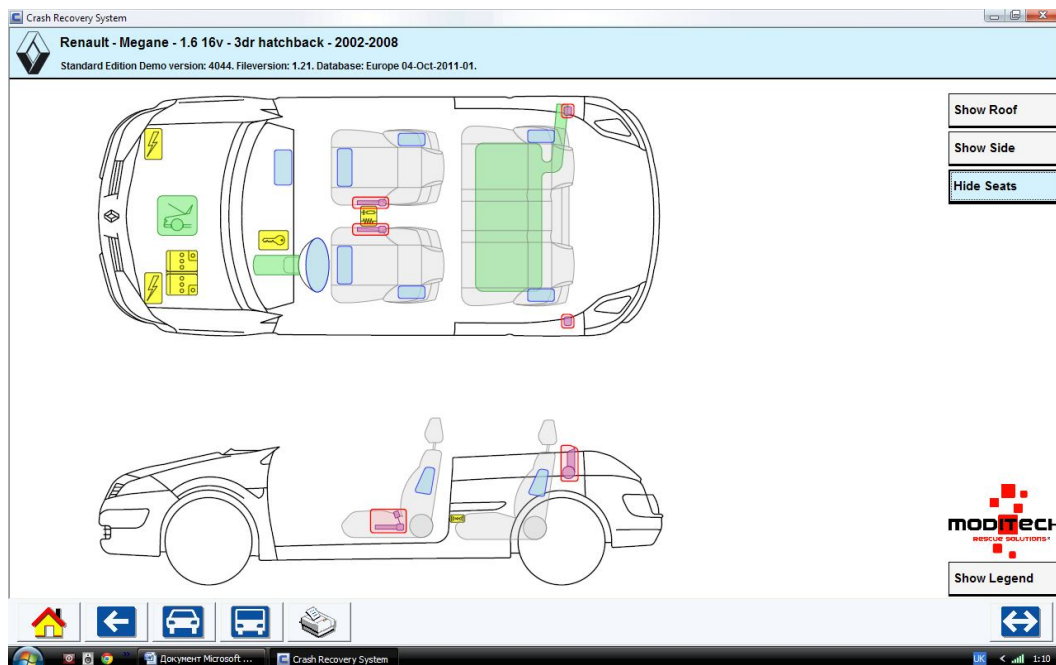 Crash Recovery System
Renault - Megane - 1.6 16v - 3dr hatchback - 2002-2008
Standard Edition Demo version: 4044. Fileversion: 1.21. Database: Europe 04-Oct-2011-01.
Show Roof
Show Side
Hide Seats
MODITECH
RESCUE SOLUTIONS
Show Legend
Документ Microsoft ...
Crash Recovery System
UK
1:10